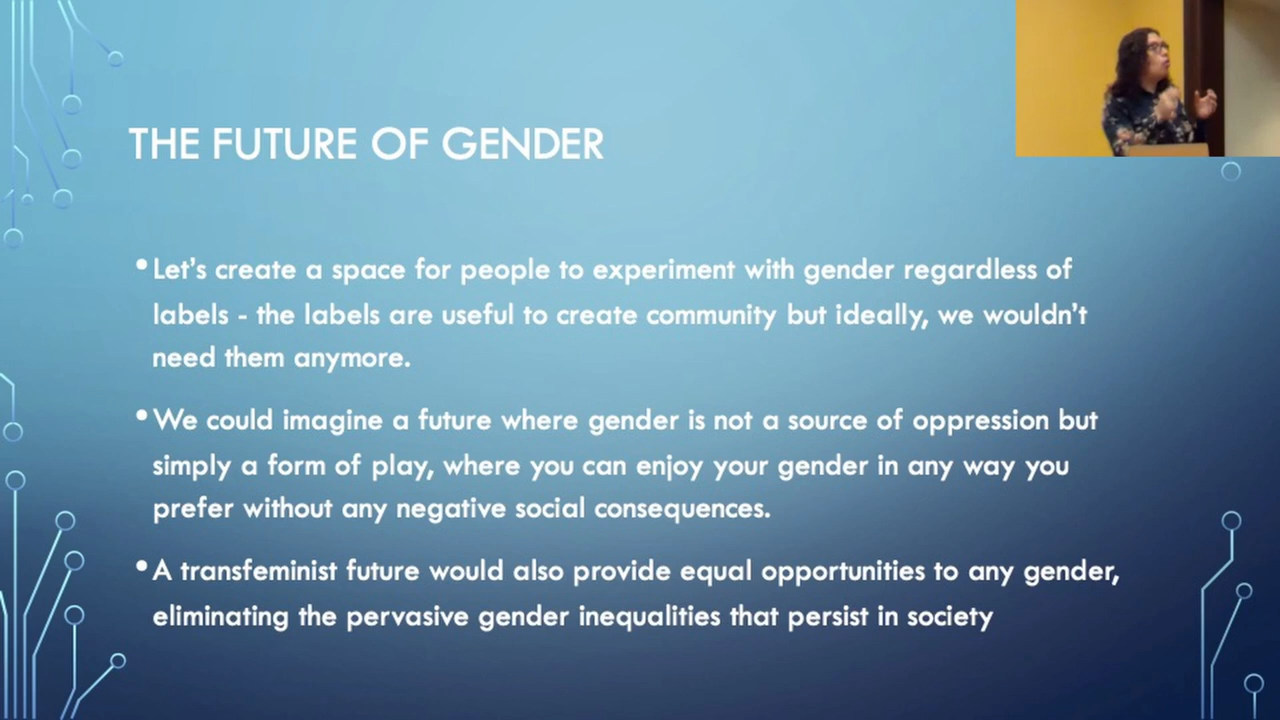 THE FUTURE OF GENDER
•Let's create a space for people to experiment with gender regardless of
labels - the labels are useful to create community but ideally, we wouldn't
need them anymore.
•We could imagine a future where gender is not a source of oppression but
simply a form of play, where you can enjoy your gender in any way you
prefer without any negative social consequences.
•A transfeminist future would also provide equal opportunities to any gender,
eliminating the pervasive gender inequalities that persist in society